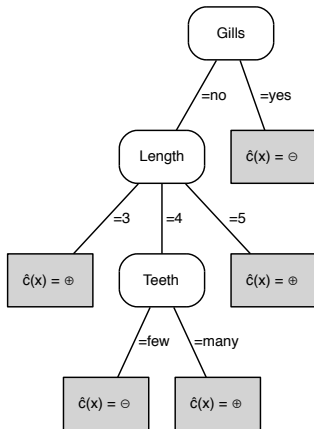 Gills
=no
=yes
Length
ĉ(x) = ⊖
=3
=4
=5
ĉ(x) = ⊕
Teeth
ĉ(x) = ⊕
=few
=many
ĉ(x) = ⊖
ĉ(x) = ⊕